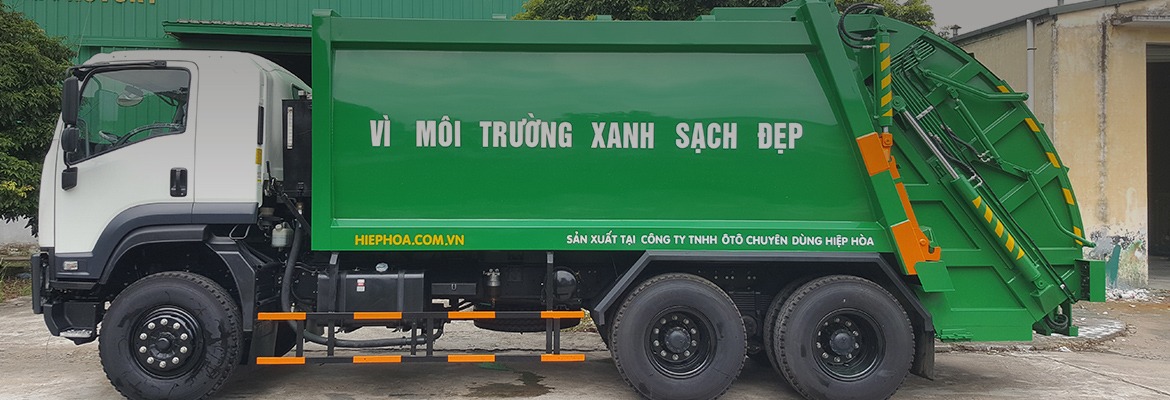 VÌ MÔI TRƯỜNG XANH SẠCH ĐẸP
HIEPHOA.COM.VN
SẢN XUẤT TẠI CÔNG TY TNHH ÔTÔ CHUYÊN DÙNG HIỆP HÒA